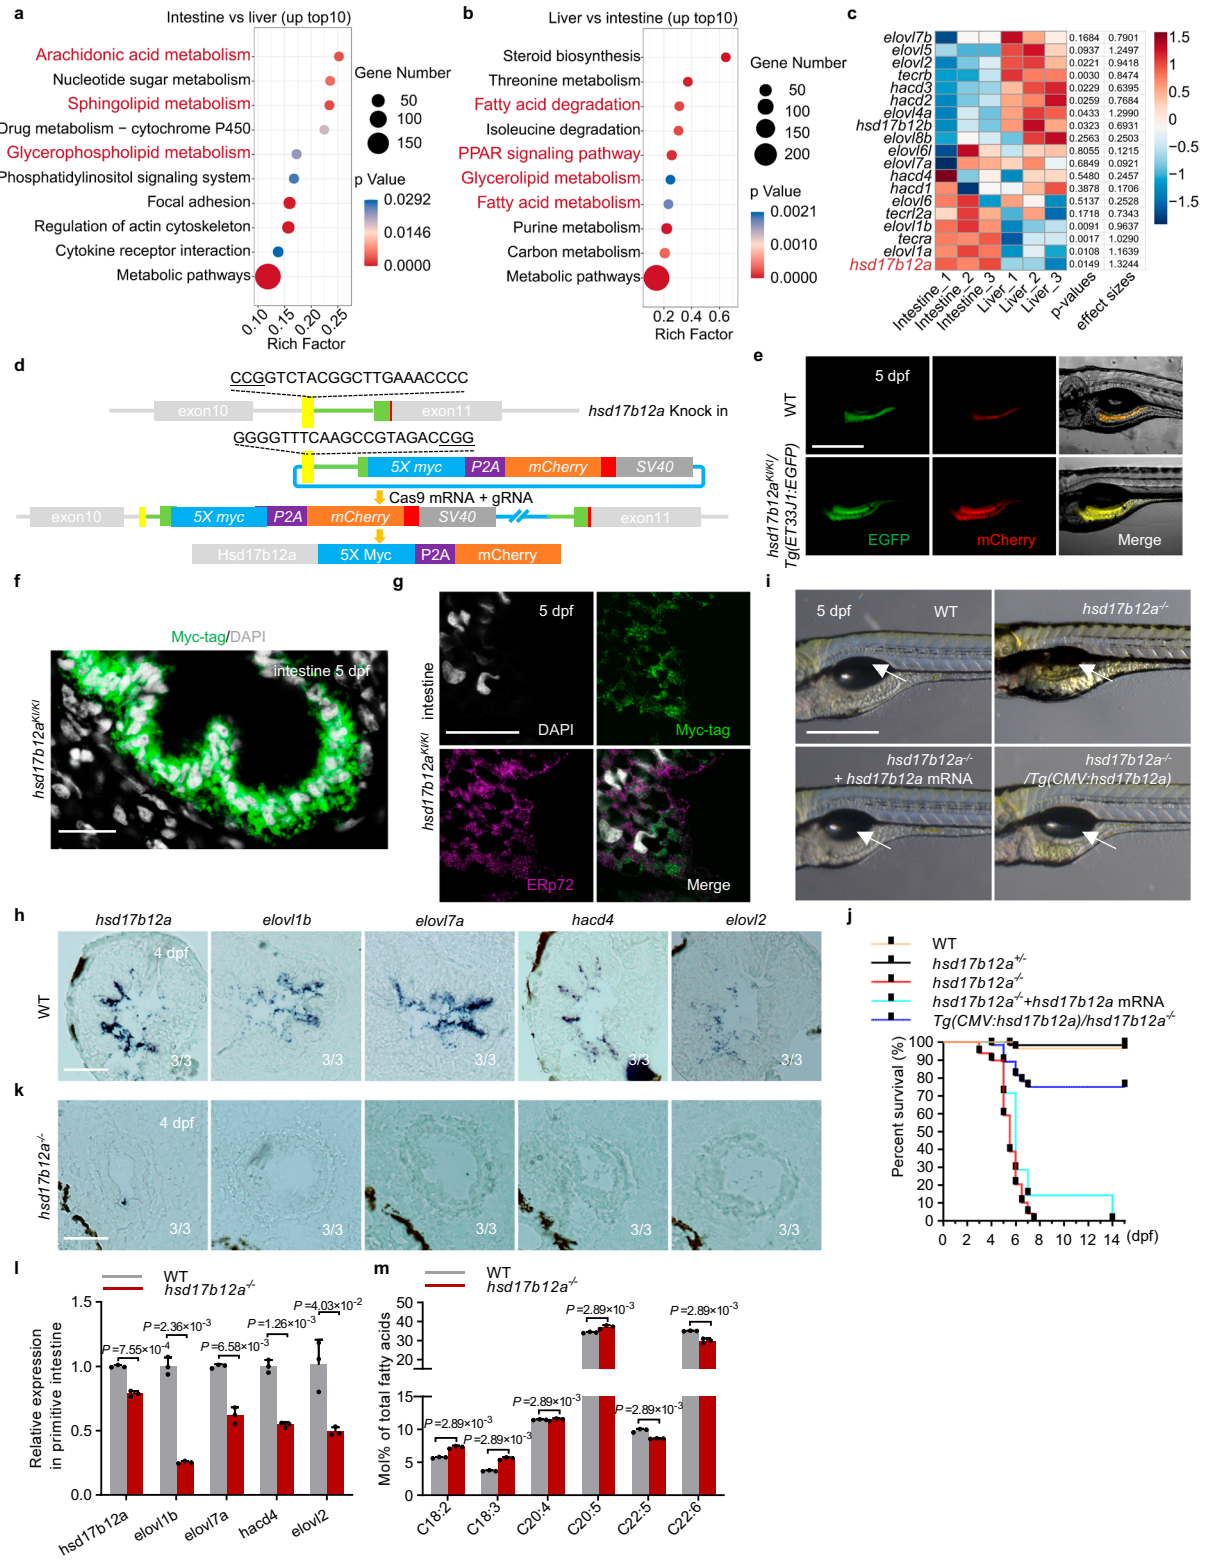 a
Intestine vs liver (up top10)
Arachidonic acid metabolism
Nucleotide sugar metabolism
Sphingolipid metabolism
Drug metabolism − cytochrome P450
Glycerophospholipid metabolism
Phosphatidylinositol signaling system
Focal adhesion
Regulation of actin cytoskeleton
Cytokine receptor interaction
Metabolic pathways
0.10 0.15 0.20 0.25
Rich Factor
Gene Number
50
100
150
p Value
0.0292
0.0146
0.0000
b
Liver vs intestine (up top10)
Steroid biosynthesis
Threonine metabolism
Fatty acid degradation
Isoleucine degradation
PPAR signaling pathway
Glycerolipid metabolism
Fatty acid metabolism
Purine metabolism
Carbon metabolism
Metabolic pathways
0.2 0.4 0.6
Rich Factor
Gene Number
50
100
150
200
p Value
0.0021
0.0010
0.0000
c
elovl7b 0.1684 0.7901
elovl5 0.0937 1.2497
elovl2 0.0221 0.9418
tecrb 0.0030 0.8474
hacd3 0.0229 0.6395
hacd2 0.0259 0.7684
elovl4a 0.0433 1.2990
hsd17b12b 0.0323 0.6931
elovl8b 0.2563 0.2503
elovl6l 0.8055 0.1215
elovl7a 0.6849 0.0921
hacd4 0.5480 0.2457
hacd1 0.3878 0.1706
elovl6 0.5137 0.2528
tecrl2a 0.1718 0.7343
elovl1b 0.0091 0.9637
tecra 0.0017 1.0290
elovl1a 0.0108 1.1639
hsd17b12a 0.0149 1.3244
Intestine_1 Intestine_2 Intestine_3 Liver_1 Liver_2 Liver_3 p-values effect sizes
1.5
1
0.5
0
−0.5
−1
−1.5
d
CCGGTCTACGGCTTGAAACCCC
exon10 exon11
hsd17b12a Knock in
GGGGTTTCAAGCCGTAGACCGG
5X myc P2A mCherry SV40
Cas9 mRNA + gRNA
exon10 5X myc P2A mCherry SV40 exon11
Hsd17b12a 5X Myc P2A mCherry
e
5 dpf
WT
hsd17b12aKI/KI/
Tg(ET33J1:EGFP)
EGFP mCherry Merge
f
Myc-tag/DAPI
intestine 5 dpf
hsd17b12aKI/KI
g
5 dpf
DAPI
Myc-tag
ERp72
Merge
hsd17b12aKI/KI intestine
i
5 dpf WT
hsd17b12a-/-
hsd17b12a-/-
+ hsd17b12a mRNA
hsd17b12a-/-
/Tg(CMV:hsd17b12a)
h
hsd17b12a elovl1b elovl7a hacd4 elovl2
WT
4 dpf
3/3 3/3 3/3 3/3 3/3
k
hsd17b12a-/-
4 dpf
3/3 3/3 3/3 3/3 3/3
j
WT
hsd17b12a+/-
hsd17b12a-/-
hsd17b12a-/-+hsd17b12a mRNA
Tg(CMV:hsd17b12a)/hsd17b12a-/-
Percent survival (%)
100
90
80
70
60
50
40
30
20
10
0
0 2 4 6 8 10 12 14 (dpf)
l
WT
hsd17b12a-/-
Relative expression
in primitive intestine
1.5
1.0
0.5
0.0
P=7.55×10-4
P=2.36×10-3
P=6.58×10-3
P=1.26×10-3
P=4.03×10-2
hsd17b12a elovl1b elovl7a hacd4 elovl2
m
WT
hsd17b12a-/-
Mol% of total fatty acids
50
40
30
20
15
10
5
0
P=2.89×10-3
P=2.89×10-3
P=2.89×10-3
P=2.89×10-3
P=2.89×10-3
P=2.89×10-3
C18:2 C18:3 C20:4 C20:5 C22:5 C22:6